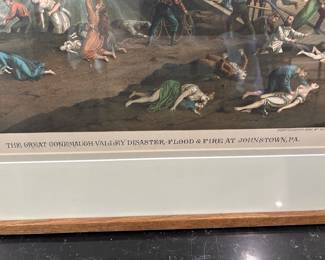 THE GREAT CONEMAUGH VALLEY DISASTER-FLOOD & FIRE AT JOHNSTOWN, PA.